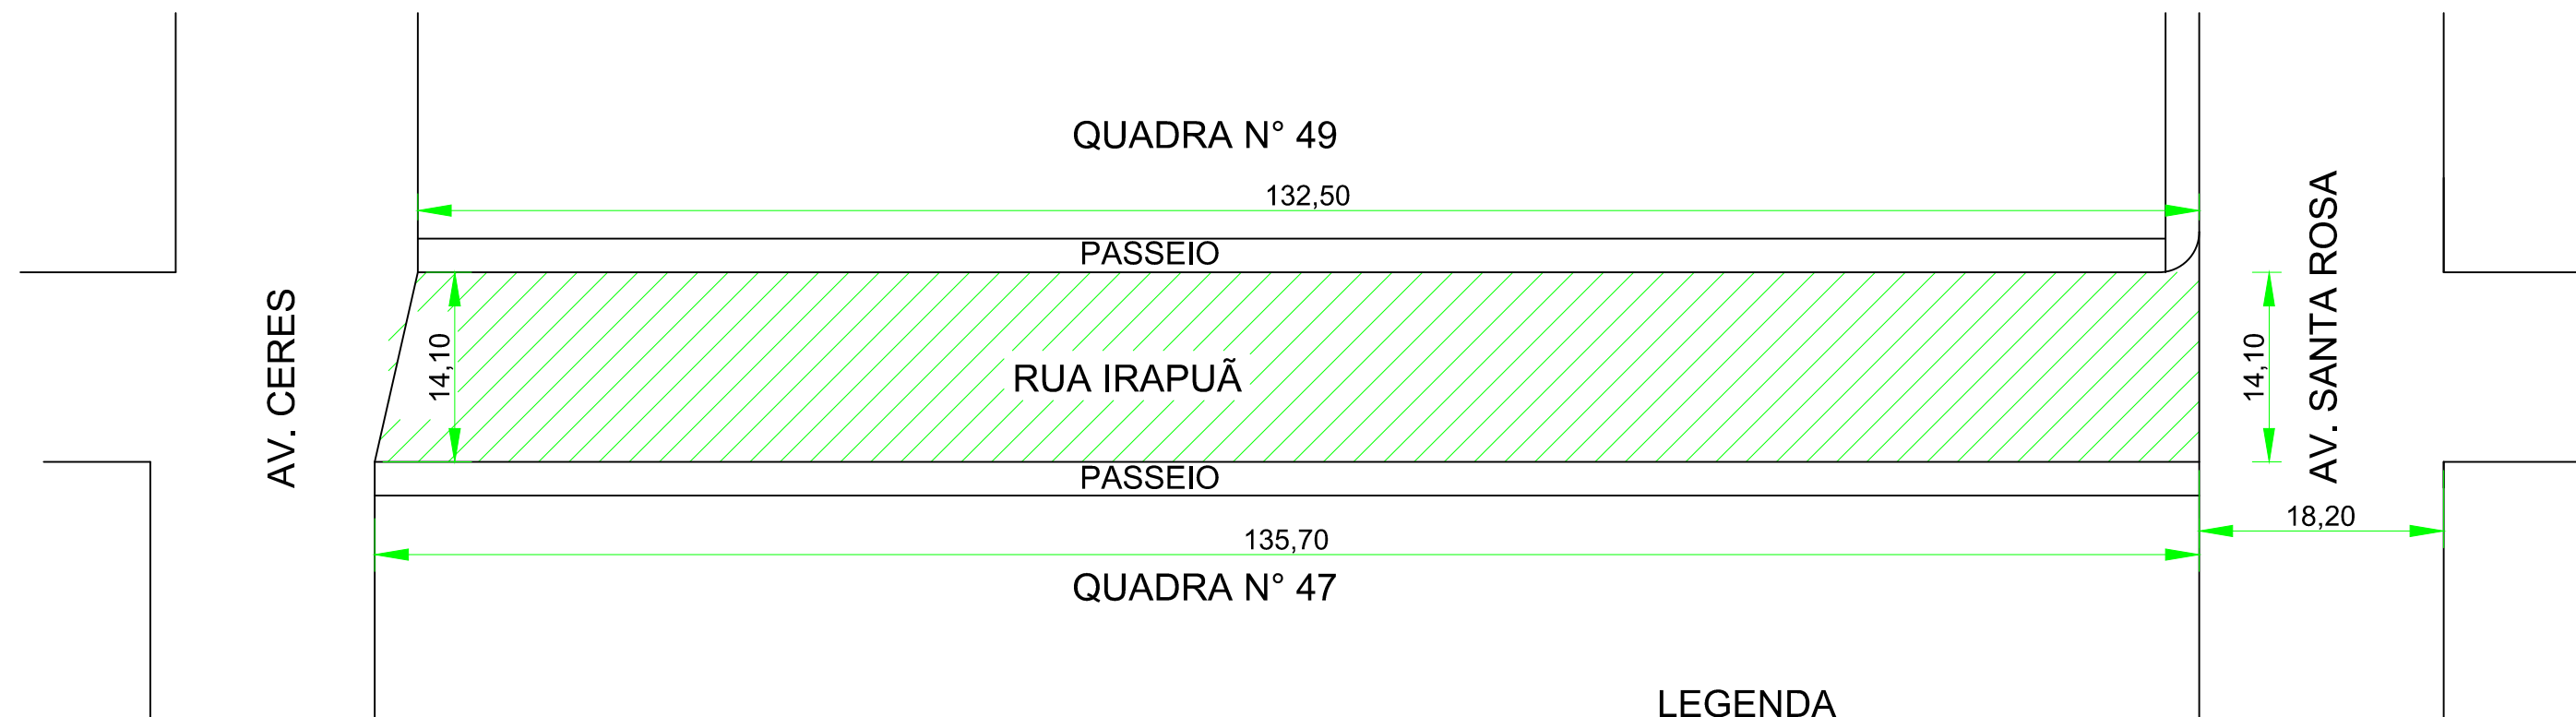 QUADRA N° 49
132,50
PASSEIO
AV. CERES
14,10
RUA IRAPUÃ
14,10
AV. SANTA ROSA
PASSEIO
18,20
135,70
QUADRA N° 47
LEGENDA